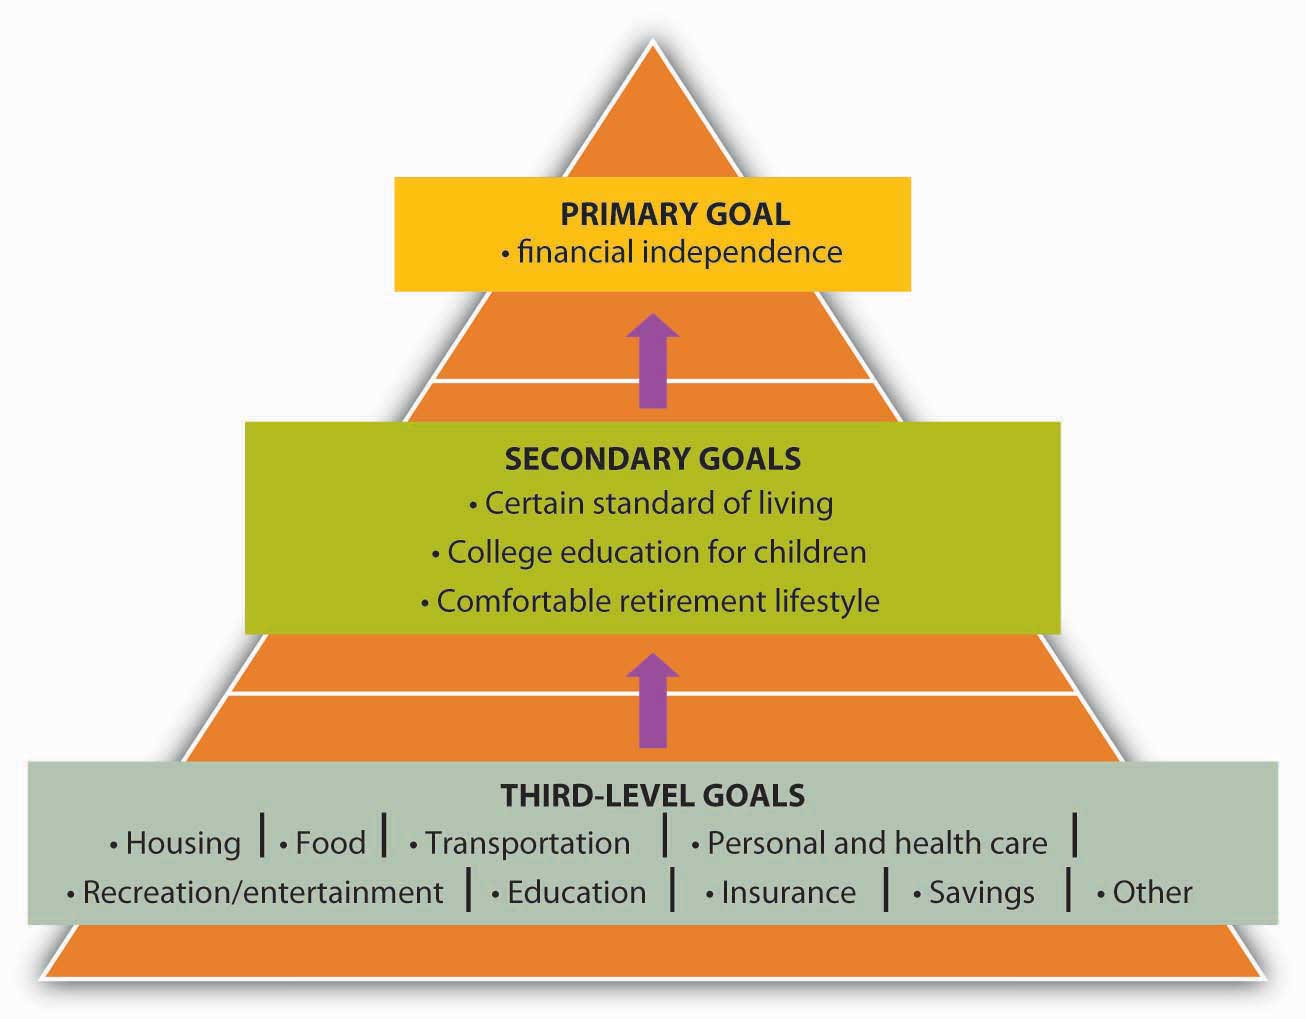 PRIMARY GOAL
• financial independence
SECONDARY GOALS
• Certain standard of living
• College education for children
• Comfortable retirement lifestyle
THIRD-LEVEL GOALS
• Housing | • Food | • Transportation | • Personal and health care |
• Recreation/entertainment | • Education | • Insurance | • Savings | • Other